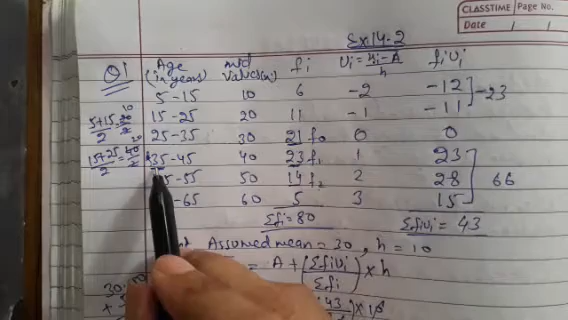 CLASSTIME Page No.
Date / /
Ex 14.2
Q1 Age (in years) mid values(xi) fi Ui = xi - A / h fiUi
5-15 10 6 -2 -12
15-25 20 11 -1 -11 -23
5+15/2 = 20/2 10
25-35 30 21 f0 0 0
15+25/2 = 40/2 20
35-45 40 23 f1 1 23
5-55 50 14 f2 2 28 66
-65 60 5 3 15
Σfi = 80 ΣfiUi = 43
Assumed mean = 30, h = 10
= A + (ΣfiUi / Σfi) × h
30
43 × 10